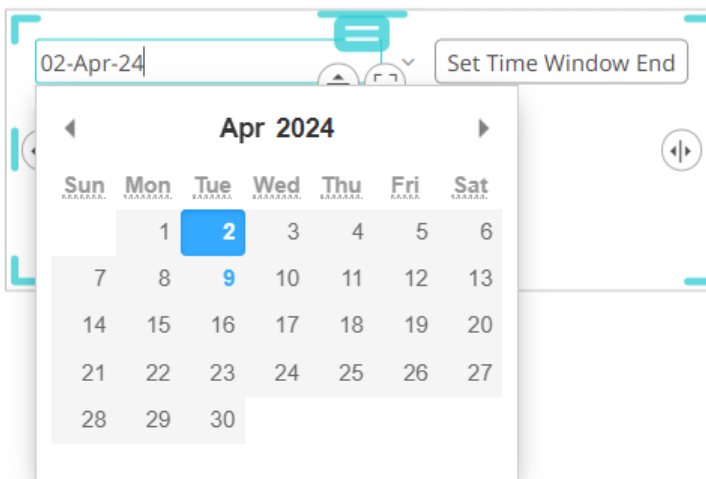 02-Apr-24 Set Time Window End
Apr 2024
Sun Mon Tue Wed Thu Fri Sat
1 2 3 4 5 6
7 8 9 10 11 12 13
14 15 16 17 18 19 20
21 22 23 24 25 26 27
28 29 30